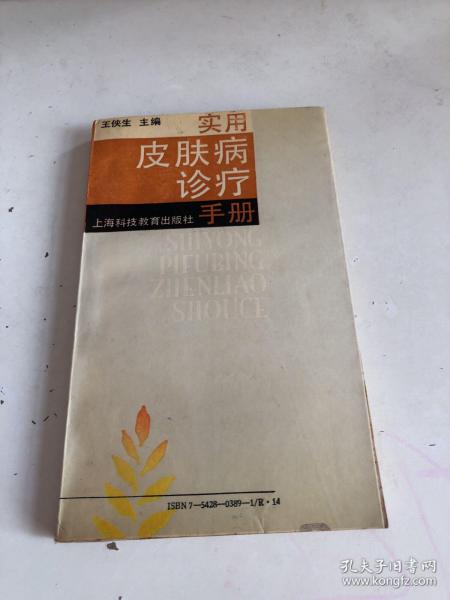 王侠生 主编
实用
皮肤病
诊疗
手册
上海科技教育出版社
SHIYONG
PIFUBING
ZHENLIAO
SHOUCE
ISBN 7—5428—0389—1/R·14
孔夫子旧书网
www.kongfz.com